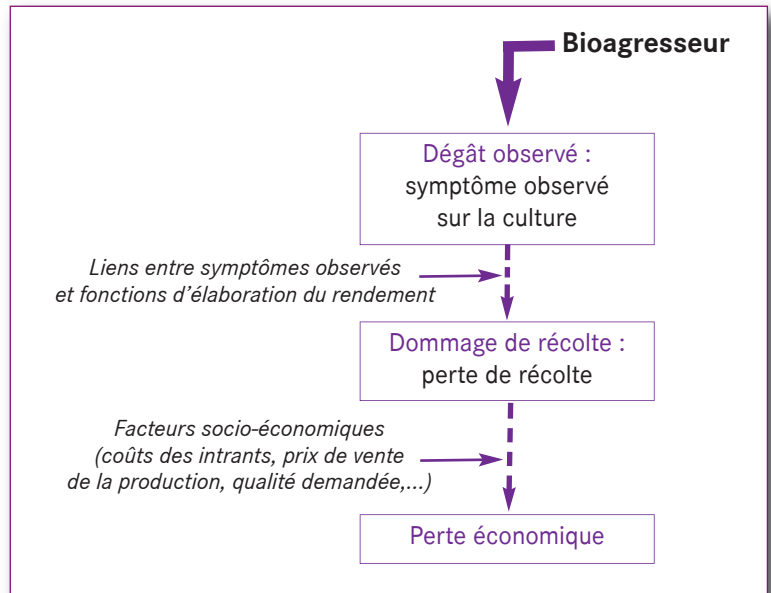 Bioagresseur
Dégât observé :
symptôme observé
sur la culture
Liens entre symptômes observés
et fonctions d'élaboration du rendement
Dommage de récolte :
perte de récolte
Facteurs socio-économiques
(coûts des intrants, prix de vente
de la production, qualité demandée,...)
Perte économique